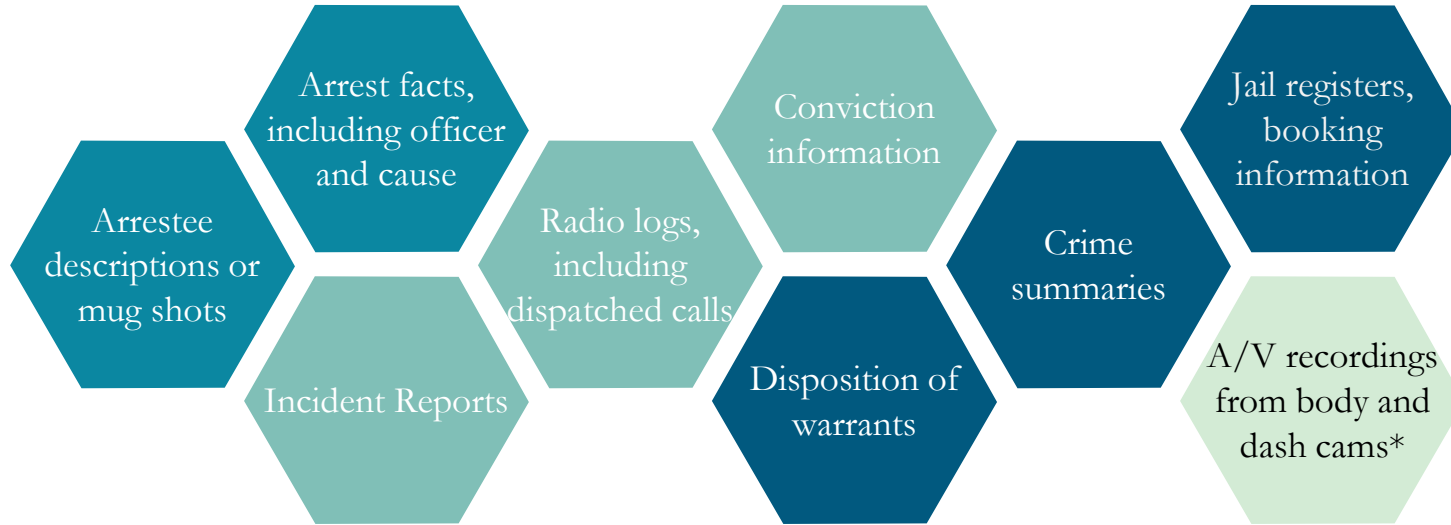 Arrestee
descriptions or
mug shots
Arrest facts,
including officer
and cause
Incident Reports
Radio logs,
including
dispatched calls
Conviction
information
Disposition of
warrants
Crime
summaries
Jail registers,
booking
information
A/V recordings
from body and
dash cams*